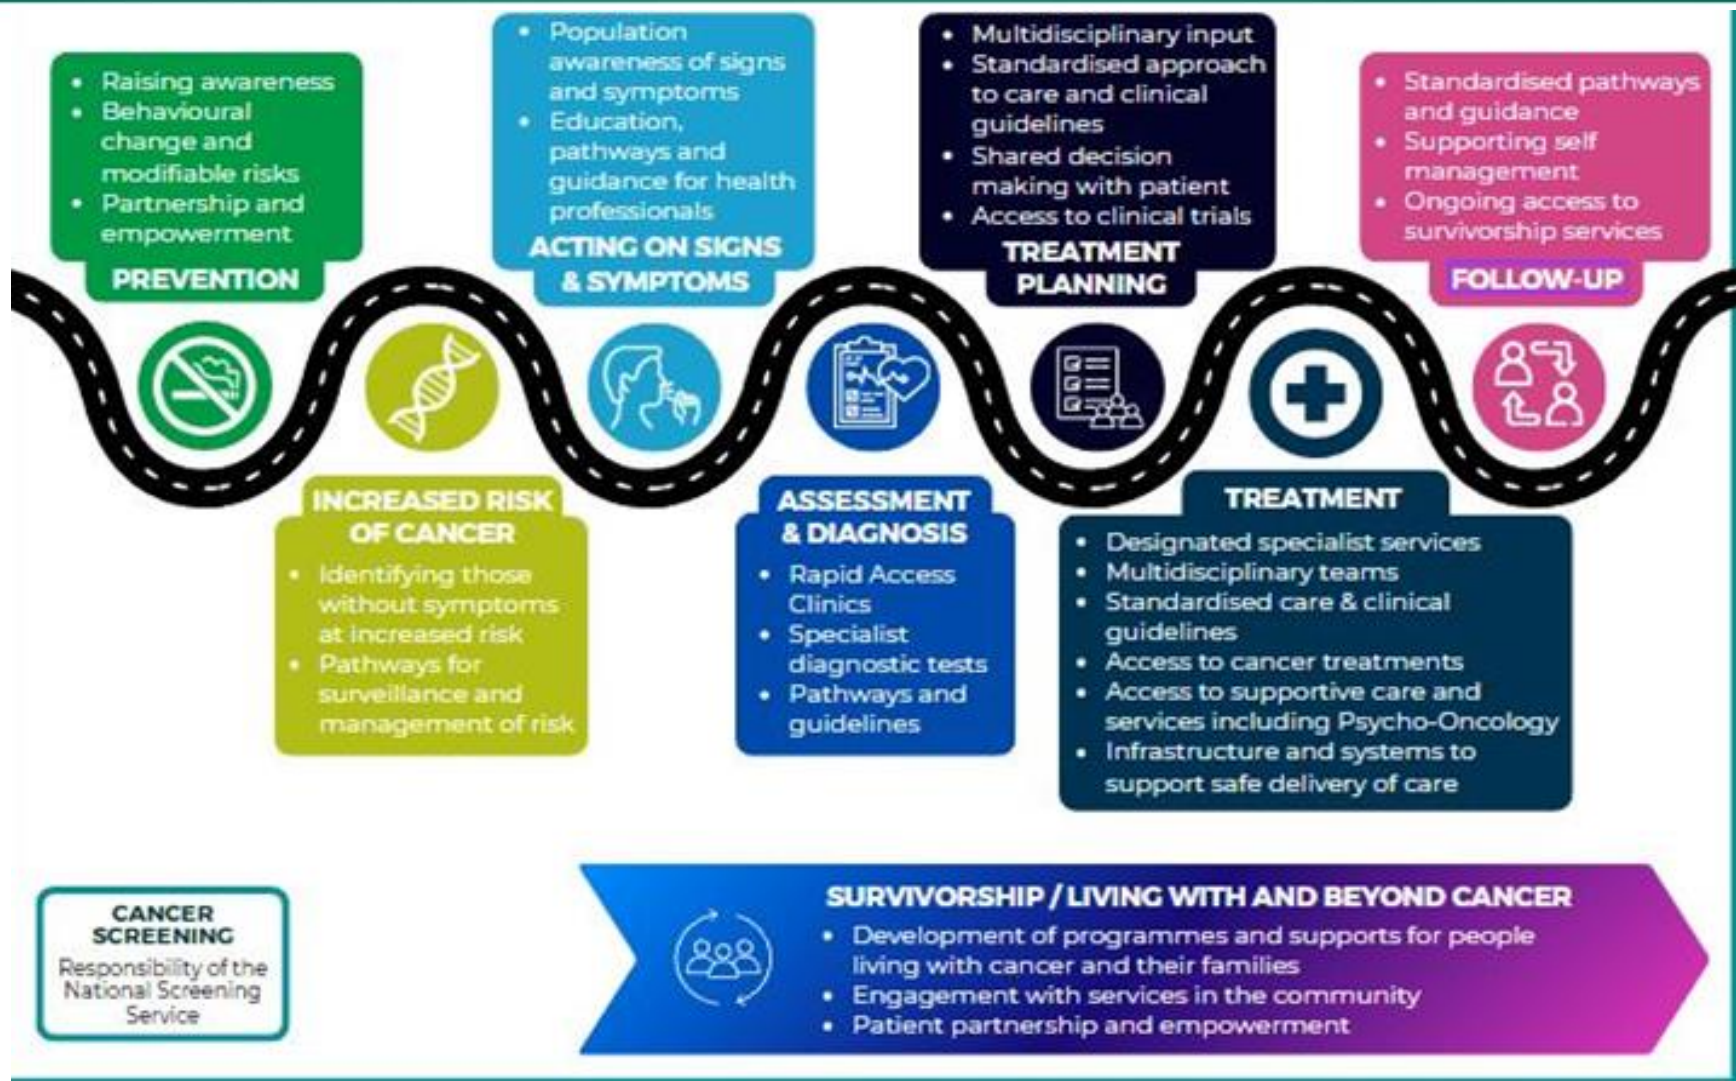 • Raising awareness
• Behavioural
change and
modifiable risks
• Partnership and
empowerment
PREVENTION
INCREASED RISK
OF CANCER
• Identifying those
without symptoms
at increased risk
• Pathways for
surveillance and
management of risk
• Population
awareness of signs
and symptoms
• Education,
pathways and
guidance for health
professionals
ACTING ON SIGNS
& SYMPTOMS
ASSESSMENT
& DIAGNOSIS
• Rapid Access
Clinics
• Specialist
diagnostic tests
• Pathways and
guidelines
• Multidisciplinary input
• Standardised approach
to care and clinical
guidelines
• Shared decision
making with patient
• Access to clinical trials
TREATMENT
PLANNING
TREATMENT
• Designated specialist services
• Multidisciplinary teams
• Standardised care & clinical
guidelines
• Access to cancer treatments
• Access to supportive care and
services including Psycho-Oncology
• Infrastructure and systems to
support safe delivery of care
• Standardised pathways
and guidance
• Supporting self
management
• Ongoing access to
survivorship services
FOLLOW-UP
CANCER
SCREENING
Responsibility of the
National Screening
Service
SURVIVORSHIP / LIVING WITH AND BEYOND CANCER
• Development of programmes and supports for people
living with cancer and their families
• Engagement with services in the community
• Patient partnership and empowerment